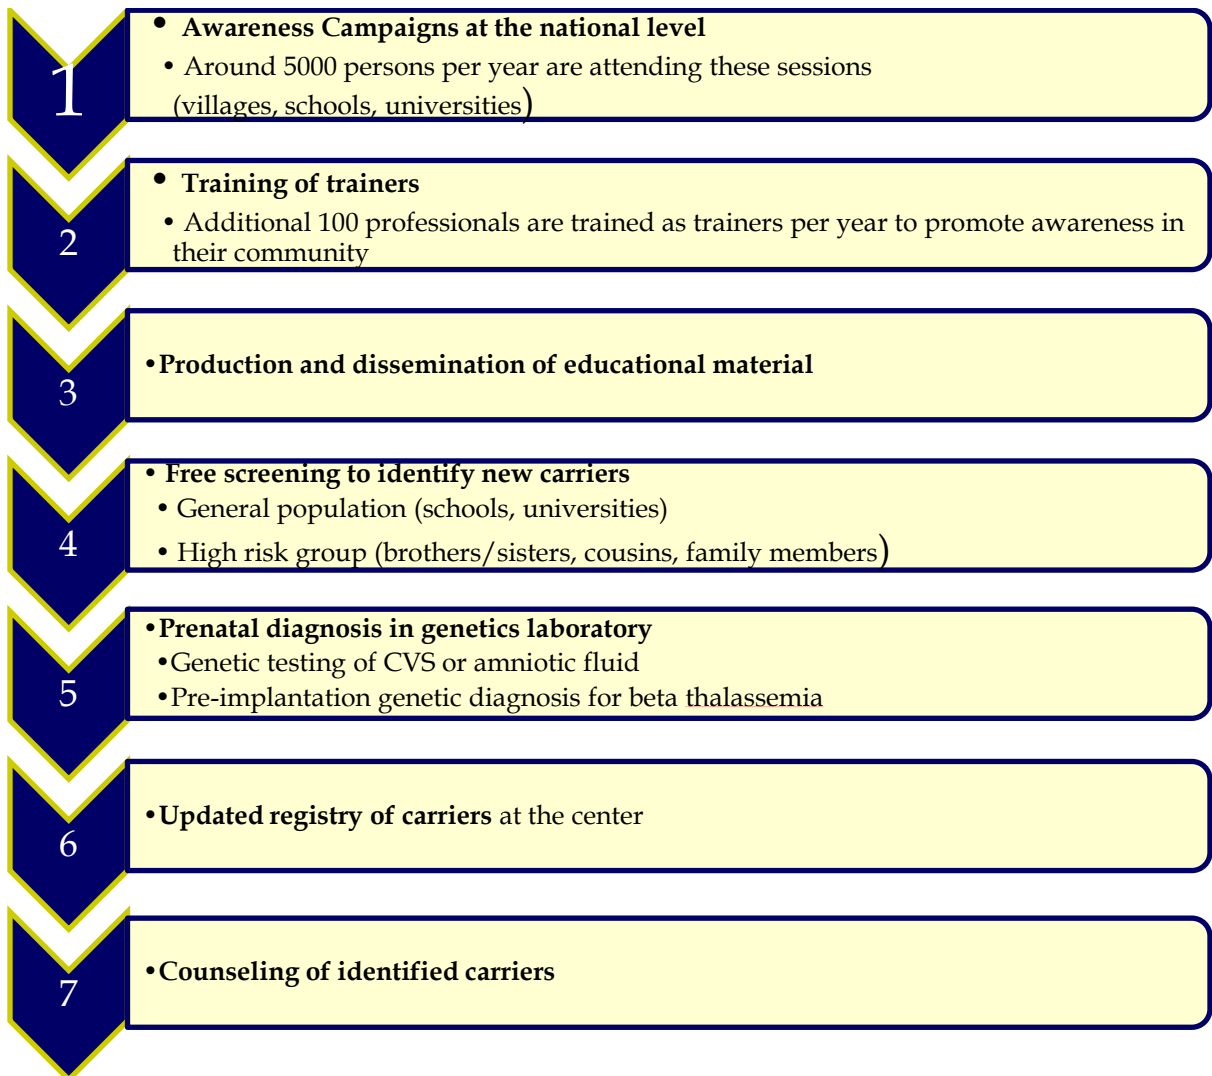 1
• Awareness Campaigns at the national level
• Around 5000 persons per year are attending these sessions
(villages, schools, universities)
2
• Training of trainers
• Additional 100 professionals are trained as trainers per year to promote awareness in
their community
3
•Production and dissemination of educational material
4
• Free screening to identify new carriers
• General population (schools, universities)
• High risk group (brothers/sisters, cousins, family members)
5
•Prenatal diagnosis in genetics laboratory
•Genetic testing of CVS or amniotic fluid
•Pre-implantation genetic diagnosis for beta thalassemia
6
•Updated registry of carriers at the center
7
•Counseling of identified carriers